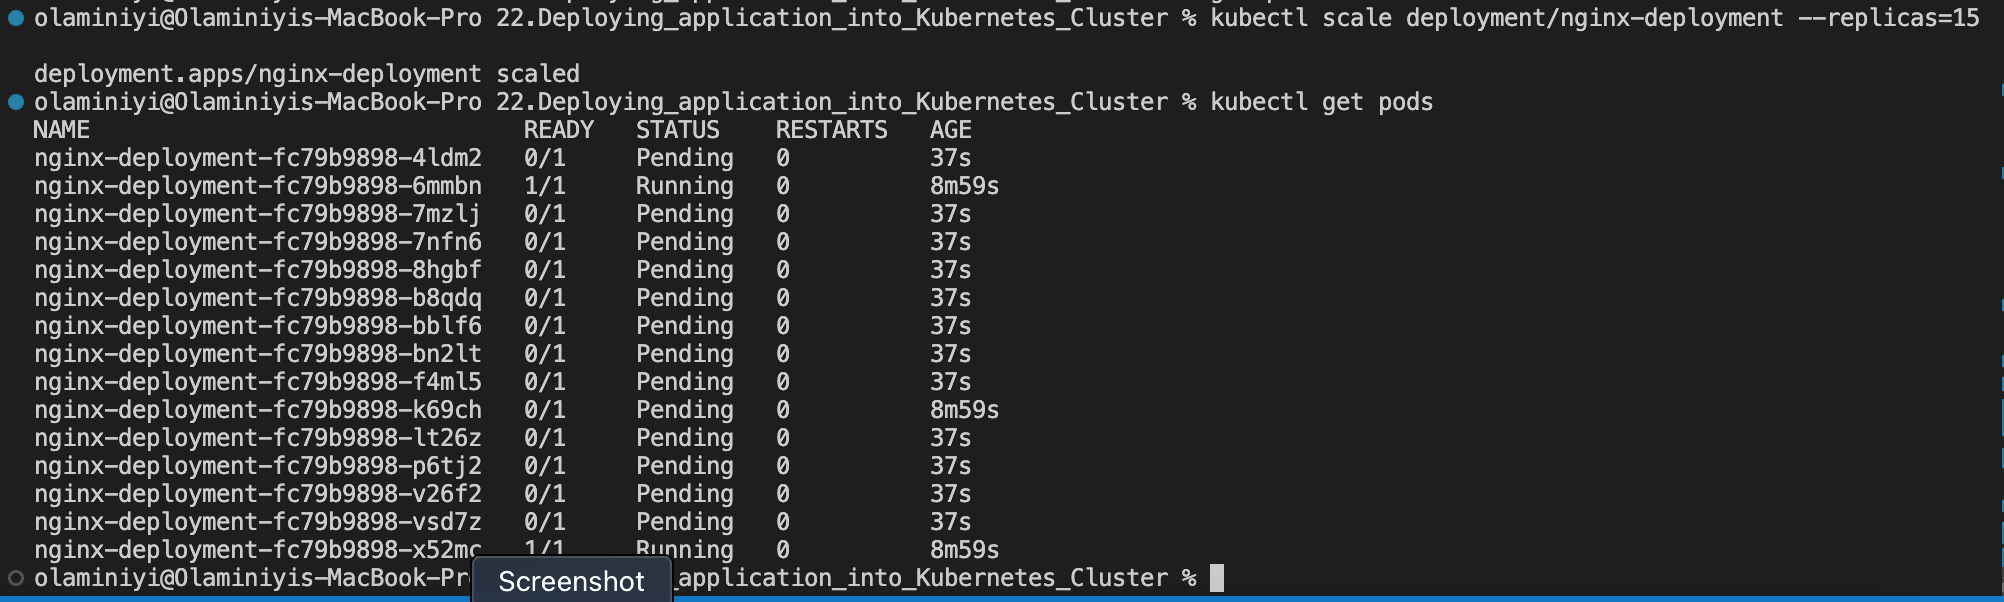 olaminiyi@Olaminiyis-MacBook-Pro 22.Deploying_application_into_Kubernetes_Cluster % kubectl scale deployment/nginx-deployment --replicas=15
deployment.apps/nginx-deployment scaled
olaminiyi@Olaminiyis-MacBook-Pro 22.Deploying_application_into_Kubernetes_Cluster % kubectl get pods
NAME READY STATUS RESTARTS AGE
nginx-deployment-fc79b9898-4ldm2 0/1 Pending 0 37s
nginx-deployment-fc79b9898-6mmbn 1/1 Running 0 8m59s
nginx-deployment-fc79b9898-7mzlj 0/1 Pending 0 37s
nginx-deployment-fc79b9898-7nfn6 0/1 Pending 0 37s
nginx-deployment-fc79b9898-8hgbf 0/1 Pending 0 37s
nginx-deployment-fc79b9898-b8qdq 0/1 Pending 0 37s
nginx-deployment-fc79b9898-bblf6 0/1 Pending 0 37s
nginx-deployment-fc79b9898-bn2lt 0/1 Pending 0 37s
nginx-deployment-fc79b9898-f4ml5 0/1 Pending 0 37s
nginx-deployment-fc79b9898-k69ch 0/1 Pending 0 8m59s
nginx-deployment-fc79b9898-lt26z 0/1 Pending 0 37s
nginx-deployment-fc79b9898-p6tj2 0/1 Pending 0 37s
nginx-deployment-fc79b9898-v26f2 0/1 Pending 0 37s
nginx-deployment-fc79b9898-vsd7z 0/1 Pending 0 37s
nginx-deployment-fc79b9898-x52mc 1/1 Running 0 8m59s
olaminiyi@Olaminiyis-MacBook-Pr _application_into_Kubernetes_Cluster %
Screenshot